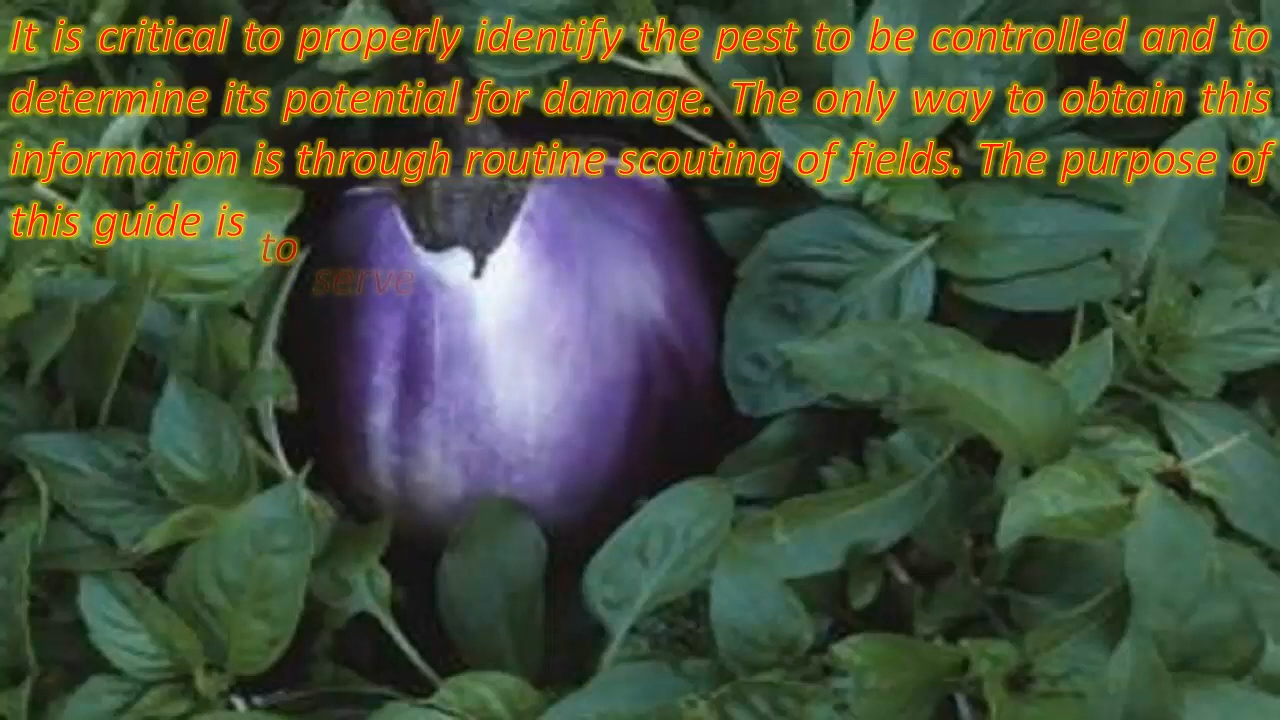 It is critical to properly identify the pest to be controlled and to
determine its potential for damage. The only way to obtain this
information is through routine scouting of fields. The purpose of
this guide is to serve